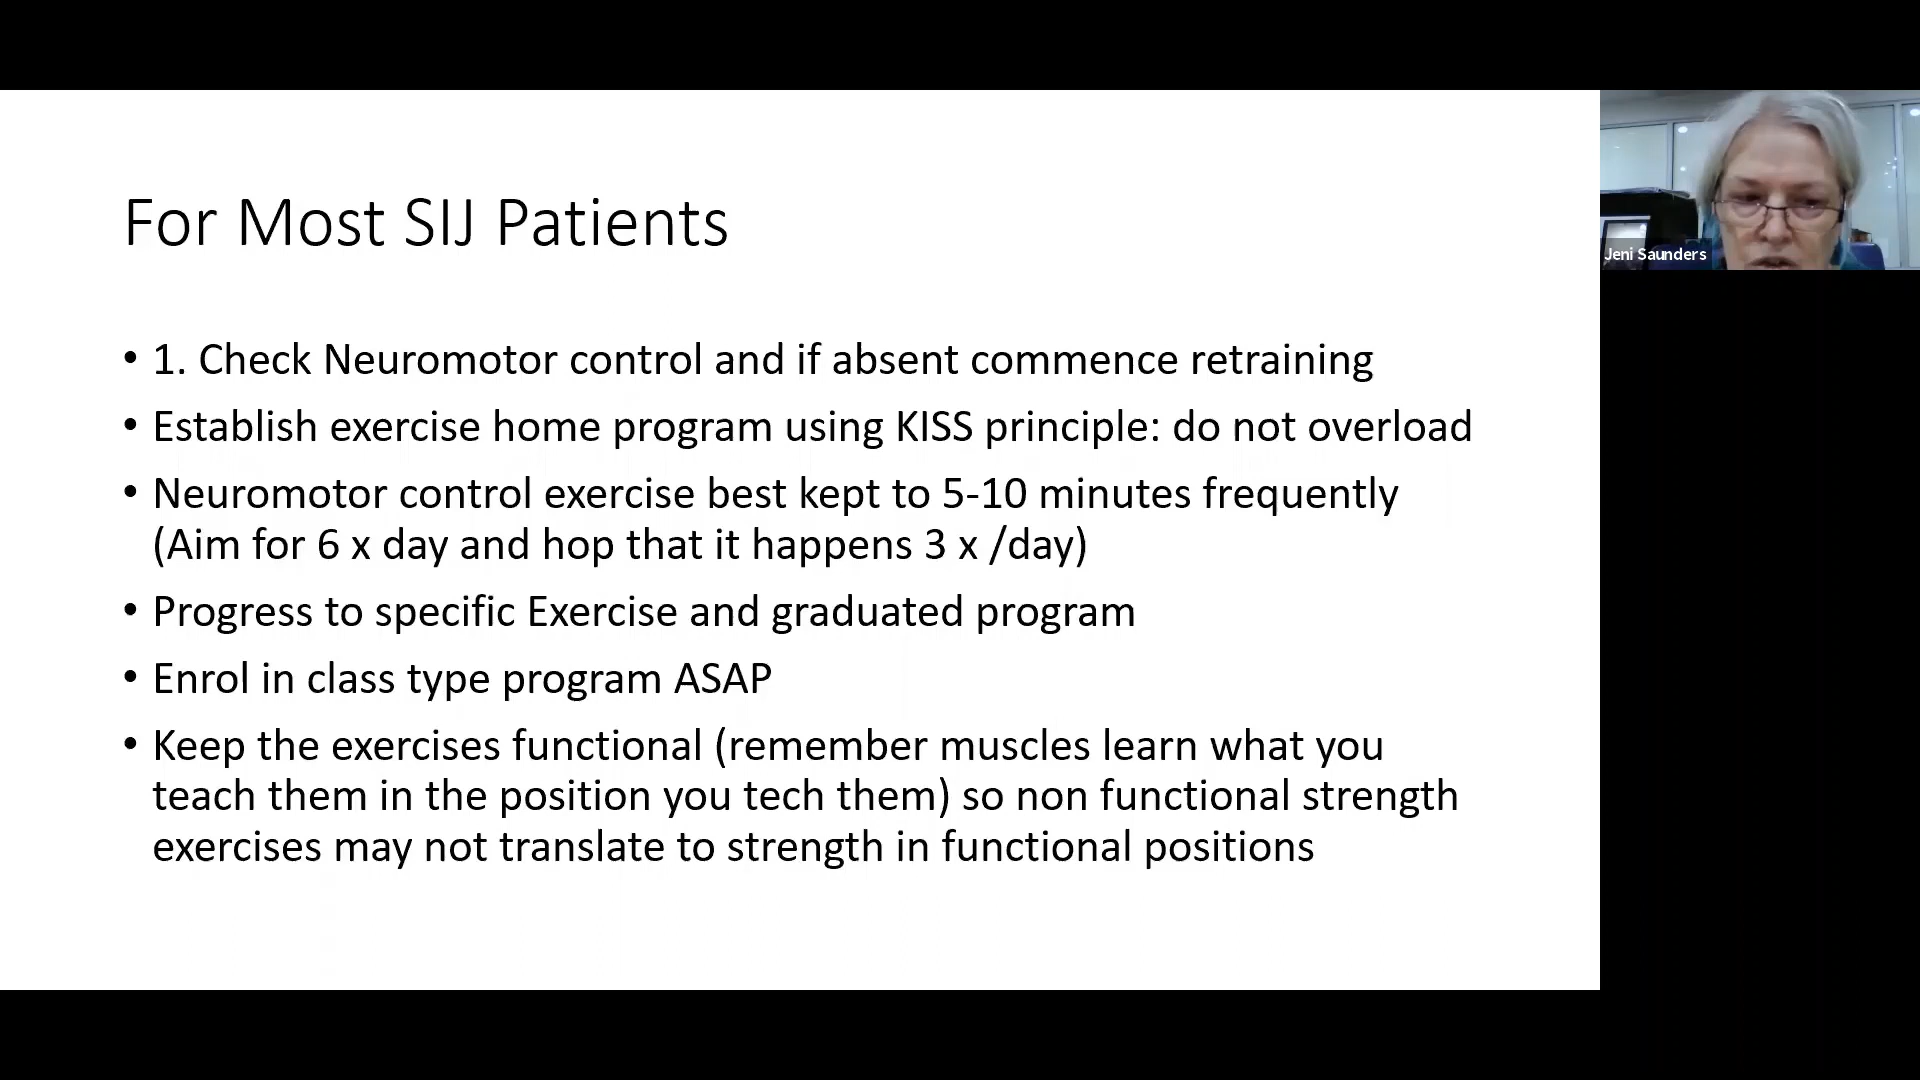 For Most SIJ Patients
• 1. Check Neuromotor control and if absent commence retraining
• Establish exercise home program using KISS principle: do not overload
• Neuromotor control exercise best kept to 5-10 minutes frequently
(Aim for 6 x day and hop that it happens 3 x /day)
• Progress to specific Exercise and graduated program
• Enrol in class type program ASAP
• Keep the exercises functional (remember muscles learn what you
teach them in the position you tech them) so non functional strength
exercises may not translate to strength in functional positions
Jeni Saunders